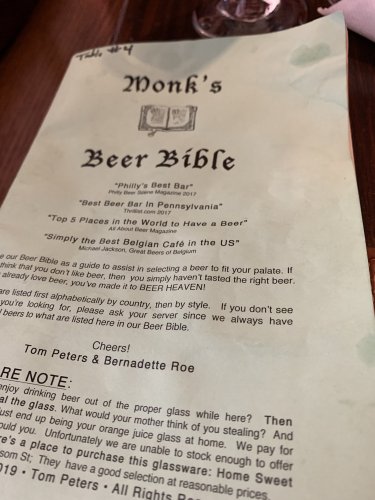 Table #4
Monk's
Beer Bible
"Philly's Best Bar"
Philly Beer Scene Magazine 2017
"Best Beer Bar In Pennsylvania"
Thrillist.com 2017
"Top 5 Places in the World to Have a Beer"
All About Beer Magazine
"Simply the Best Belgian Café in the US"
Michael Jackson, Great Beers of Belgium
e our Beer Bible as a guide to assist in selecting a beer to fit your palate. If
think that you don't like beer, then you simply haven't tasted the right beer.
already love beer, you've made it to BEER HEAVEN!
are listed first alphabetically by country, then by style. If you don't see
you're looking for, please ask your server since we always have
l beers to what are listed here in our Beer Bible.
Cheers!
Tom Peters & Bernadette Roe
RE NOTE:
enjoy drinking beer out of the proper glass while here? Then
al the glass. What would your mother think of you stealing? And
ust end up being your orange juice glass at home. We pay for
ould you. Unfortunately we are unable to stock enough to offer
re's a place to purchase this glassware: Home Sweet
som St; They have a good selection at reasonable prices.
019 • Tom Peters • All Rights Res